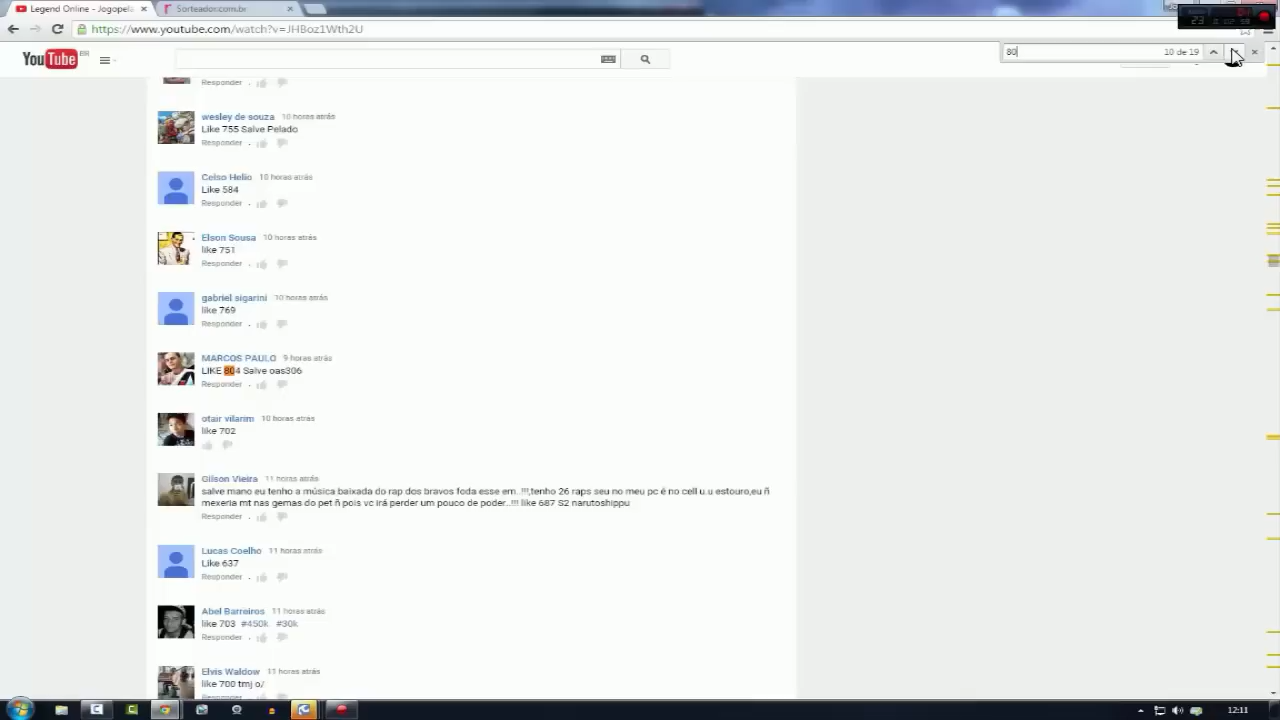 Legend Online - Jogopela
Sorteador.com.br
https://www.youtube.com/watch?v=JHBoz1Wth2U
80
10 de 19
YouTube BR
Responder
wesley de souza 10 horas atrás
Like 755 Salve Pelado
Responder
Celso Helio 10 horas atrás
Like 584
Responder
Elson Sousa 10 horas atrás
like 751
Responder
gabriel sigarini 10 horas atrás
like 769
Responder
MARCOS PAULO 9 horas atrás
LIKE 804 Salve oas306
Responder
otair vilarim 10 horas atrás
like 702
Gilson Vieira 11 horas atrás
salve mano eu tenho a música baixada do rap dos bravos foda esse em..!!!,tenho 26 raps seu no meu pc é no cell u.u estouro,eu ñ
mexeria mt nas gemas do pet ñ pois vc irá perder um pouco de poder..!!! like 687 S2 narutoshippu
Responder
Lucas Coelho 11 horas atrás
Like 637
Responder
Abel Barreiros 11 horas atrás
like 703 #450k #30k
Responder
Elvis Waldow 11 horas atrás
like 700 tmj o/
Responder
12:11